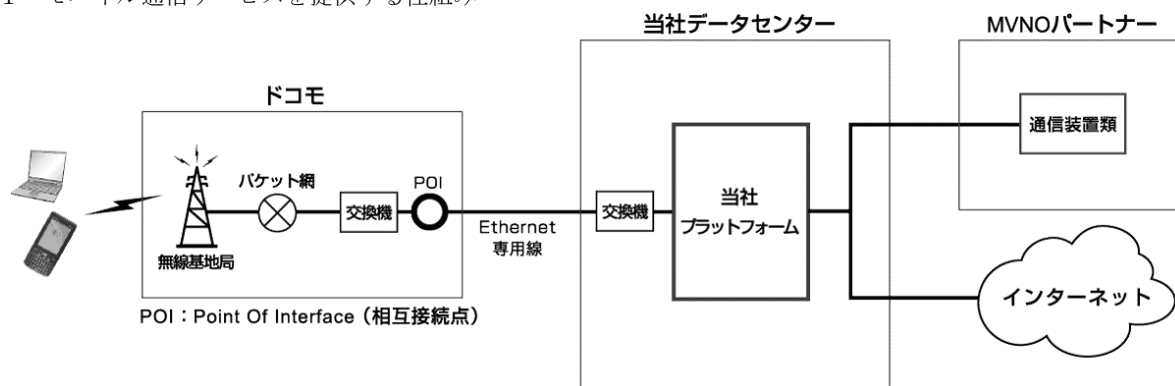 当社データセンター
MVNOパートナー
ドコモ
通信装置類
パケット網
POI
交換機
交換機
当社
プラットフォーム
Ethernet
専用線
無線基地局
インターネット
POI：Point Of Interface（相互接続点）